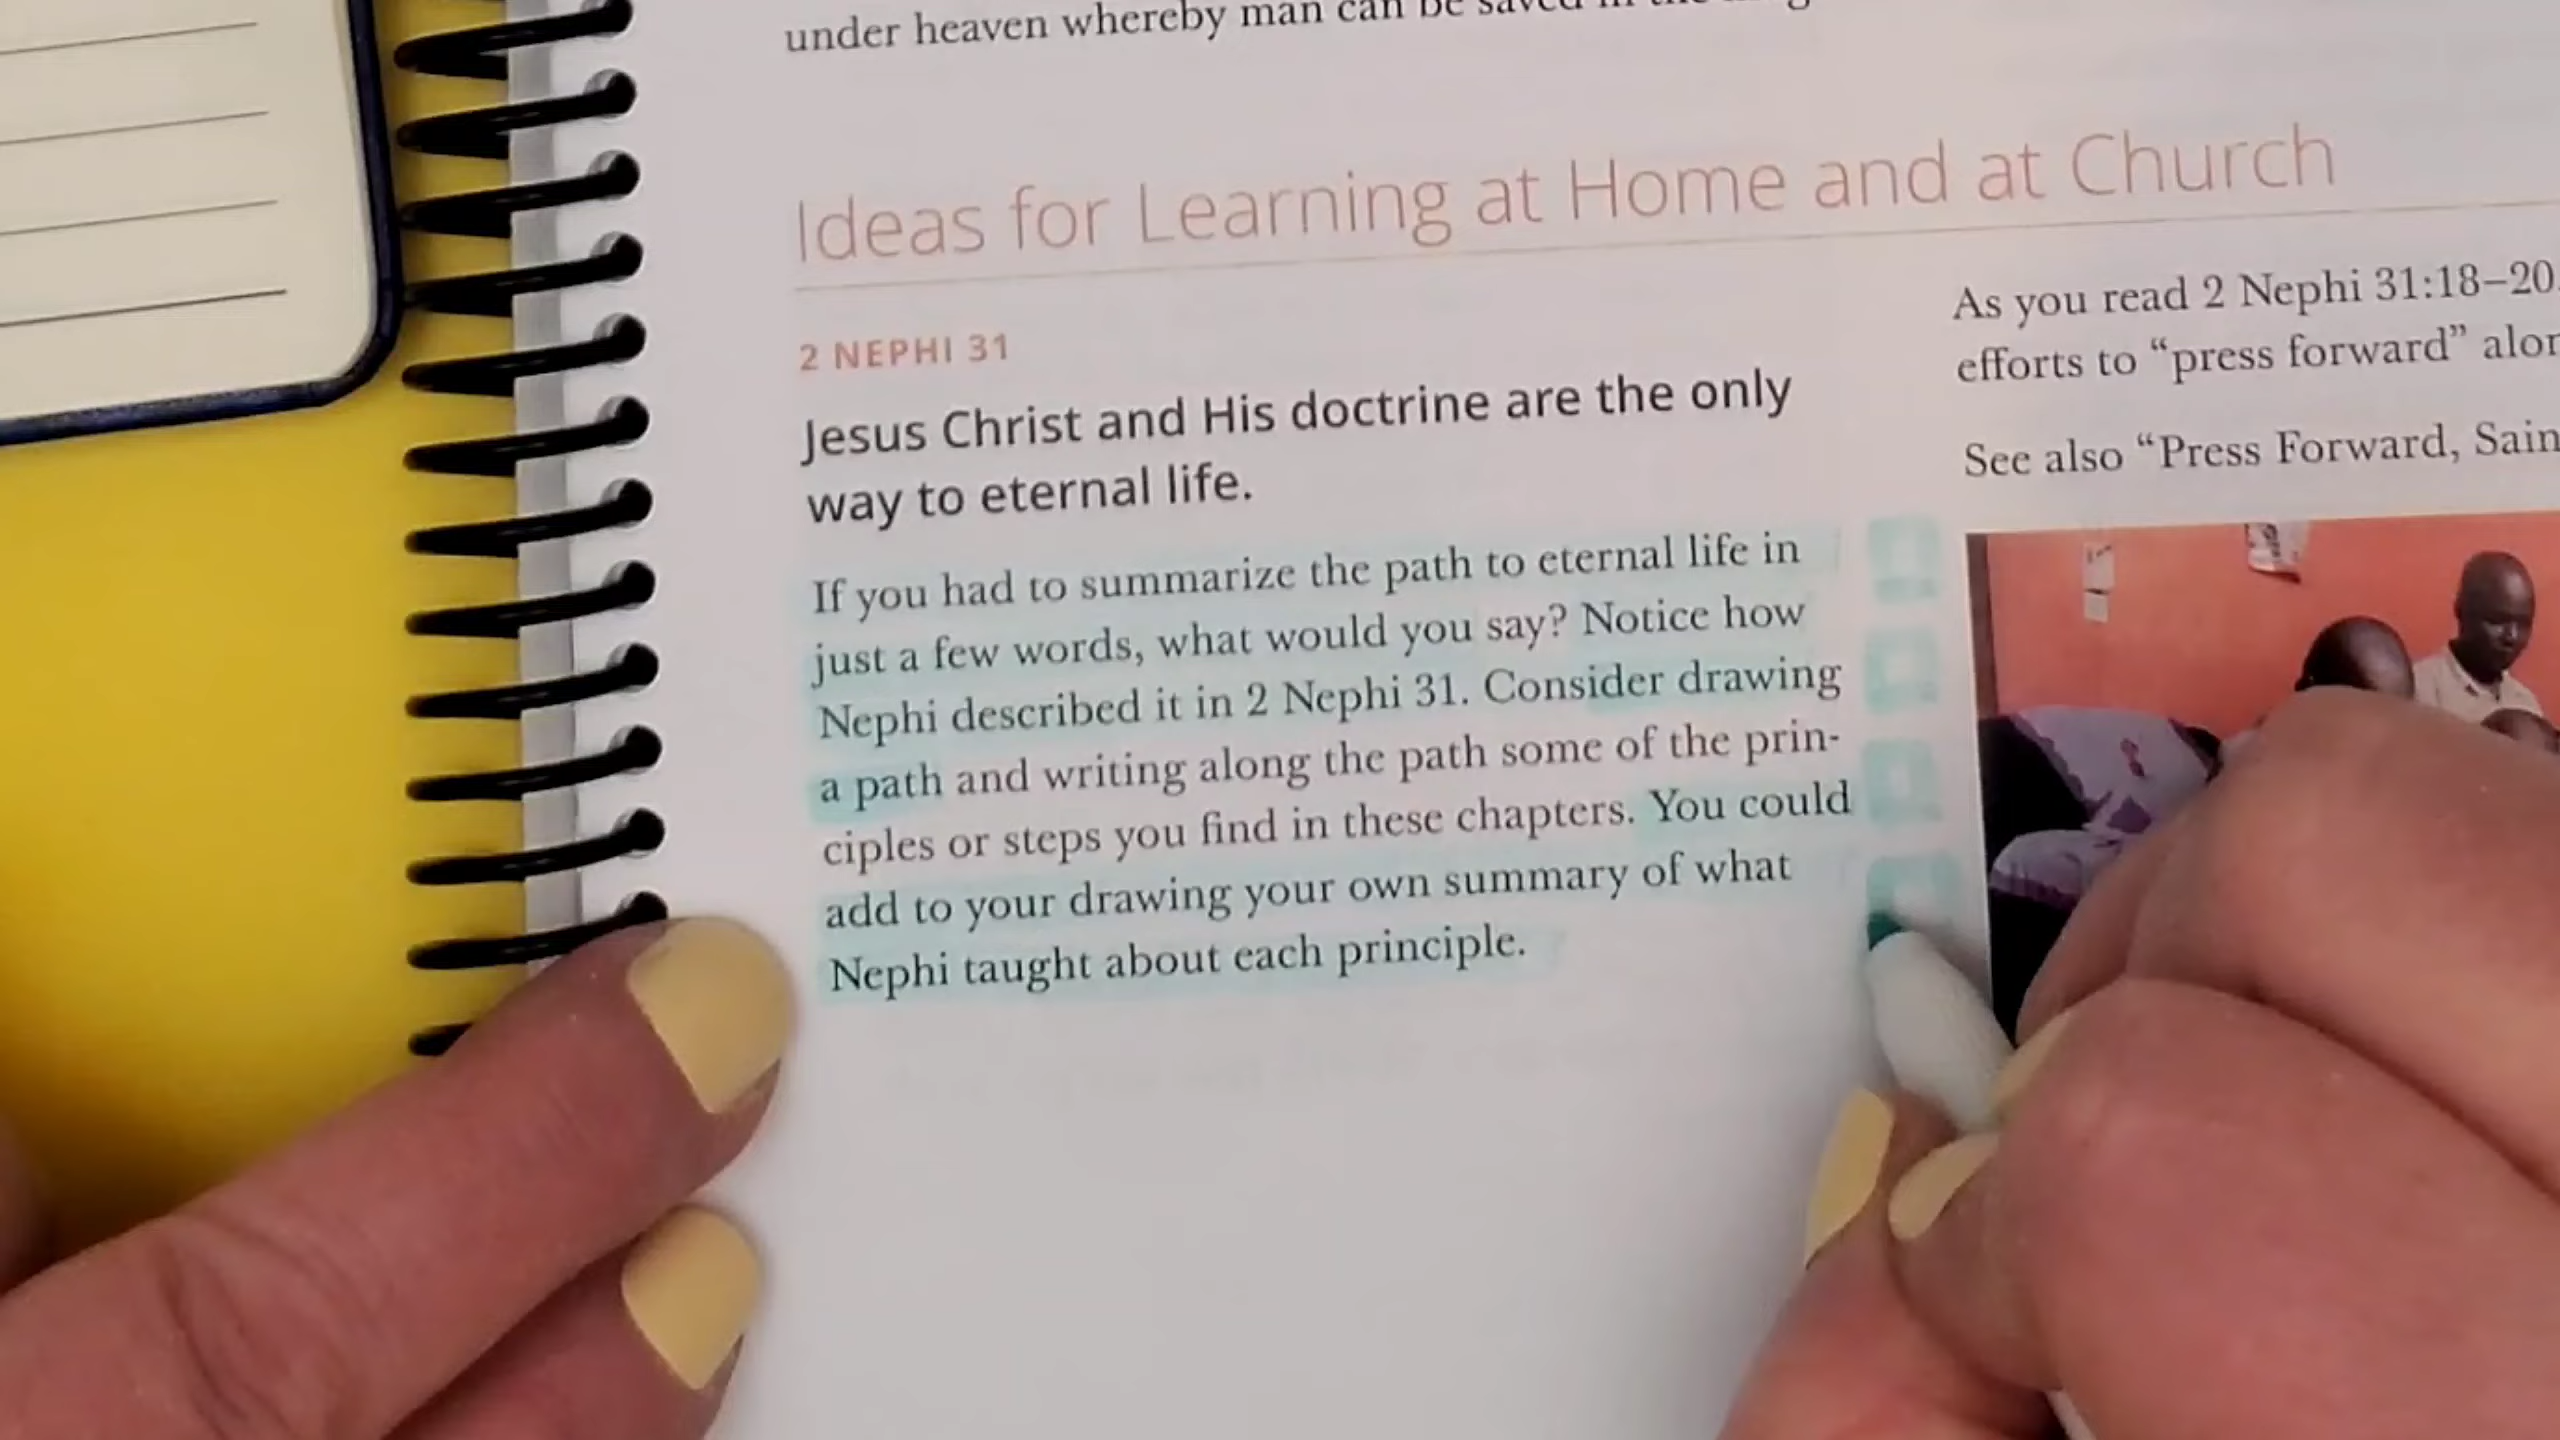 under heaven whereby man can be saved in the
Ideas for Learning at Home and at Church
2 NEPHI 31
Jesus Christ and His doctrine are the only
way to eternal life.
If you had to summarize the path to eternal life in
just a few words, what would you say? Notice how
Nephi described it in 2 Nephi 31. Consider drawing
a path and writing along the path some of the prin-
ciples or steps you find in these chapters. You could
add to your drawing your own summary of what
Nephi taught about each principle.
As you read 2 Nephi 31:18–20
efforts to “press forward”
See also “Press Forward,